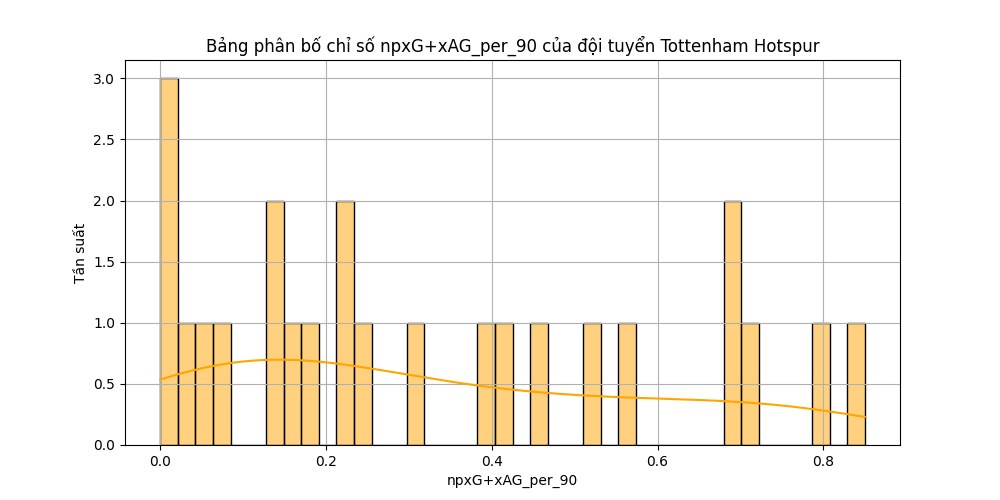 Bảng phân bố chỉ số npxG+xAG_per_90 của đội tuyển Tottenham Hotspur
3.0
2.5
2.0
1.5
1.0
0.5
0.0
Tần suất
0.0 0.2 0.4 0.6 0.8
npxG+xAG_per_90